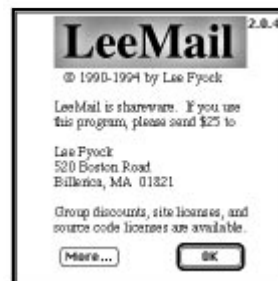 LeeMail 2.0.4
© 1990-1994 by Lee Fyock
LeeMail is shareware. If you use
this program, please send $25 to
Lee Fyock
520 Boston Road
Billerica, MA 01821
Group discounts, site licenses, and
source code licenses are available.
More... OK